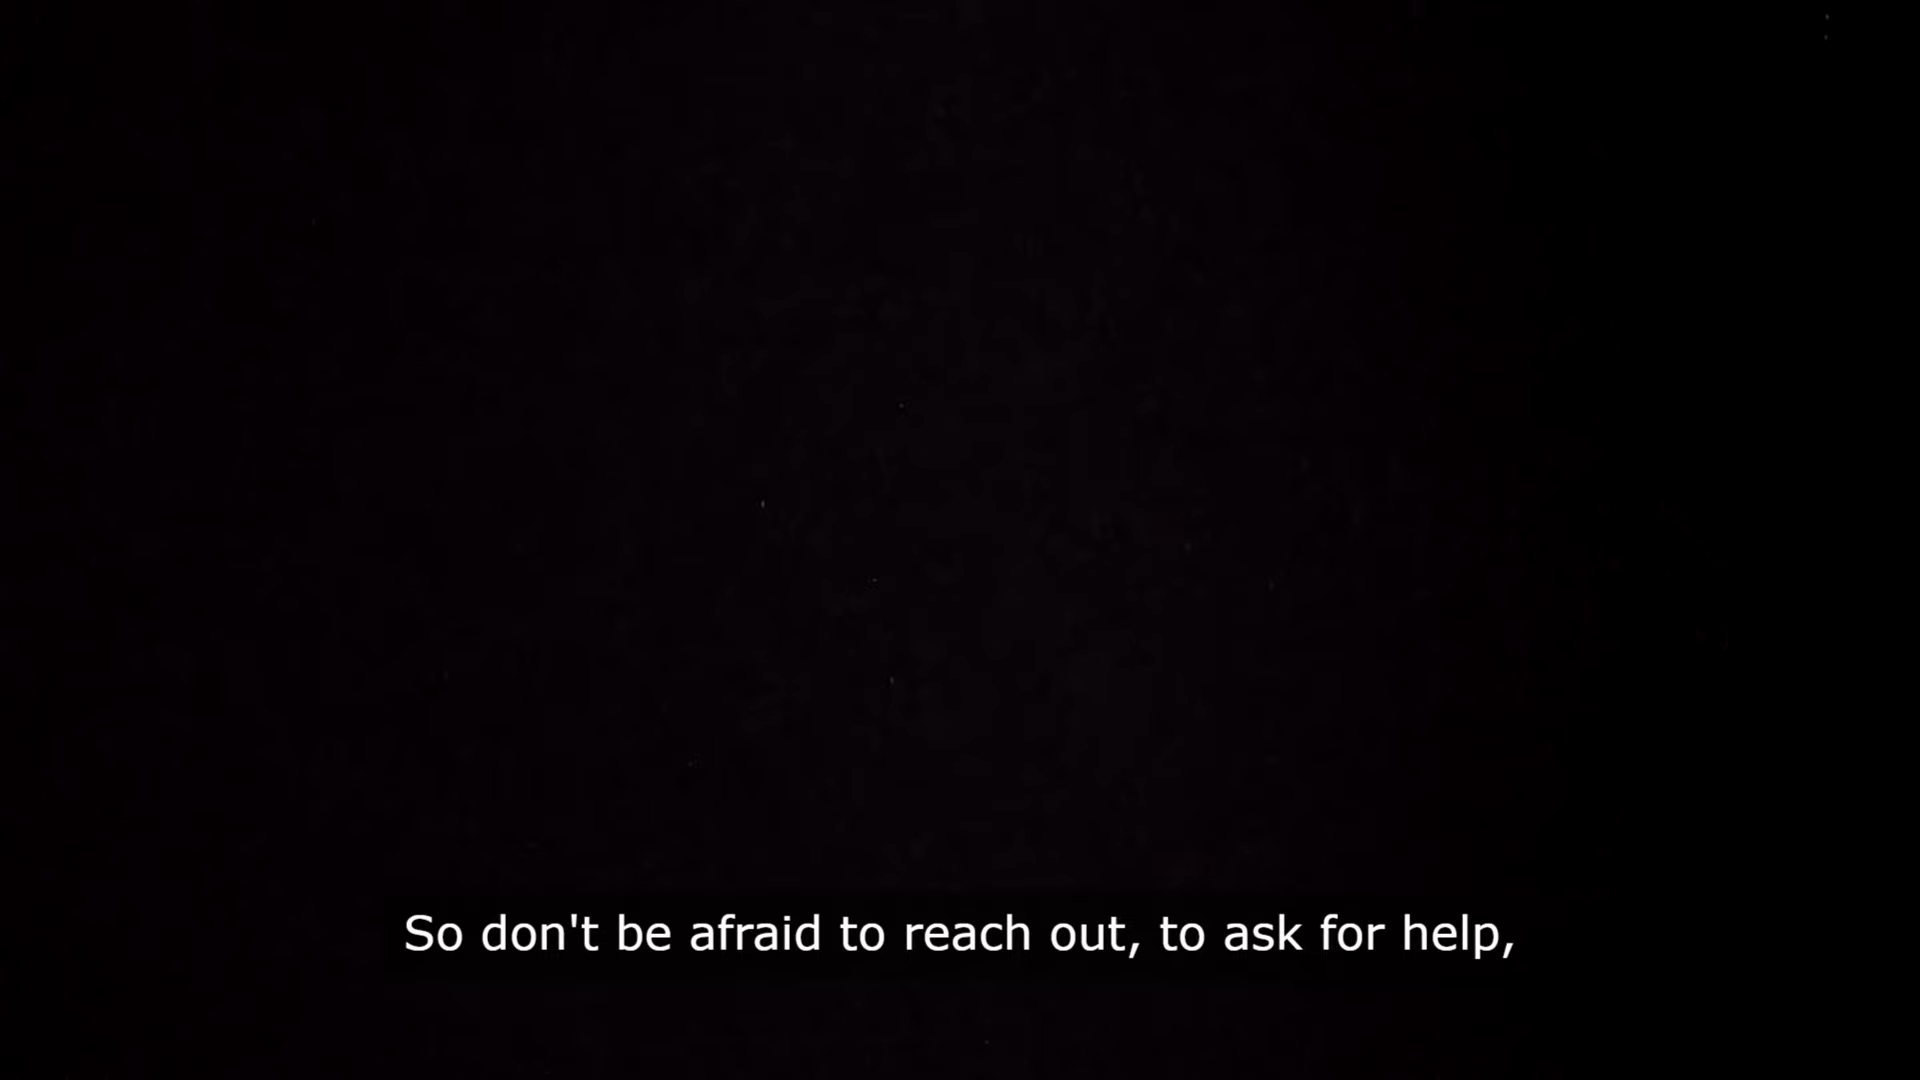 So don't be afraid to reach out, to ask for help,